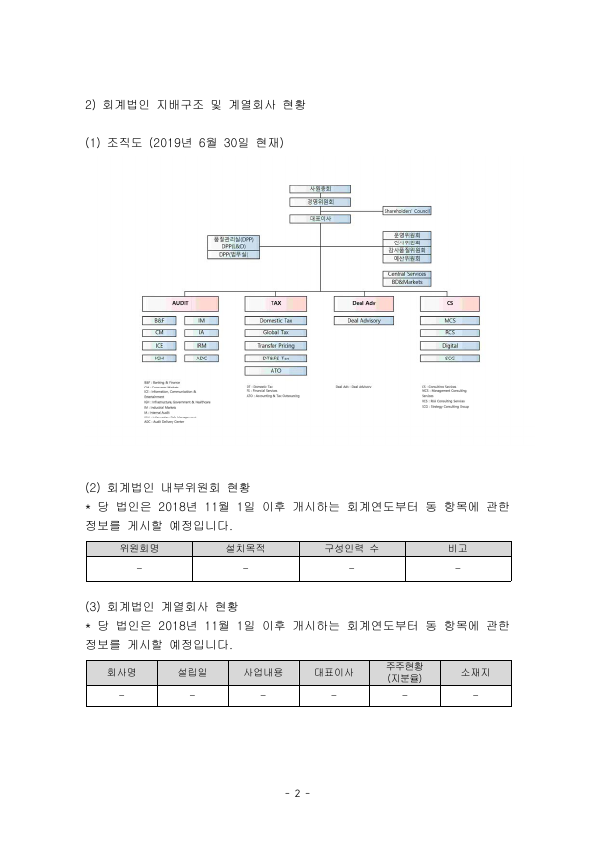 2) 회계법인 지배구조 및 계열회사 현황
(1) 조직도 (2019년 6월 30일 현재)
사원총회
경영위원회
Shareholders' Council
대표이사
품질관리실(DPP)
DPP(I&CI)
DPP(법무실)
운영위원회
인사위원회
감사품질위원회
예산위원회
Central Services
BD&Markets
AUDIT
TAX
Deal Adv
CS
B&F
IM
Domestic Tax
Deal Advisory
MCS
CM
IA
Global Tax
RCS
ICE
IRM
Transfer Pricing
Digital
IGH
ADC
ATO
B&F : Banking & Finance
ICE : Information, Communication &
Entertainment
IGH : Infrastructure, Government & Healthcare
IM : Industrial Markets
IA : Internal Audit
ADC : Audit Delivery Center
DT : Domestic Tax
FS : Financial Services
ATO : Accounting & Tax Outsourcing
Deal Adv : Deal Advisory
CS : Consulting Services
MCS : Management Consulting
Services
RCS : Risk Consulting Services
SCG : Strategy Consulting Group
(2) 회계법인 내부위원회 현황
* 당 법인은 2018년 11월 1일 이후 개시하는 회계연도부터 동 항목에 관한
정보를 게시할 예정입니다.
위원회명 설치목적 구성인력 수 비고
– – – –
(3) 회계법인 계열회사 현황
* 당 법인은 2018년 11월 1일 이후 개시하는 회계연도부터 동 항목에 관한
정보를 게시할 예정입니다.
회사명 설립일 사업내용 대표이사 주주현황 (지분율) 소재지
– – – – – –
- 2 -